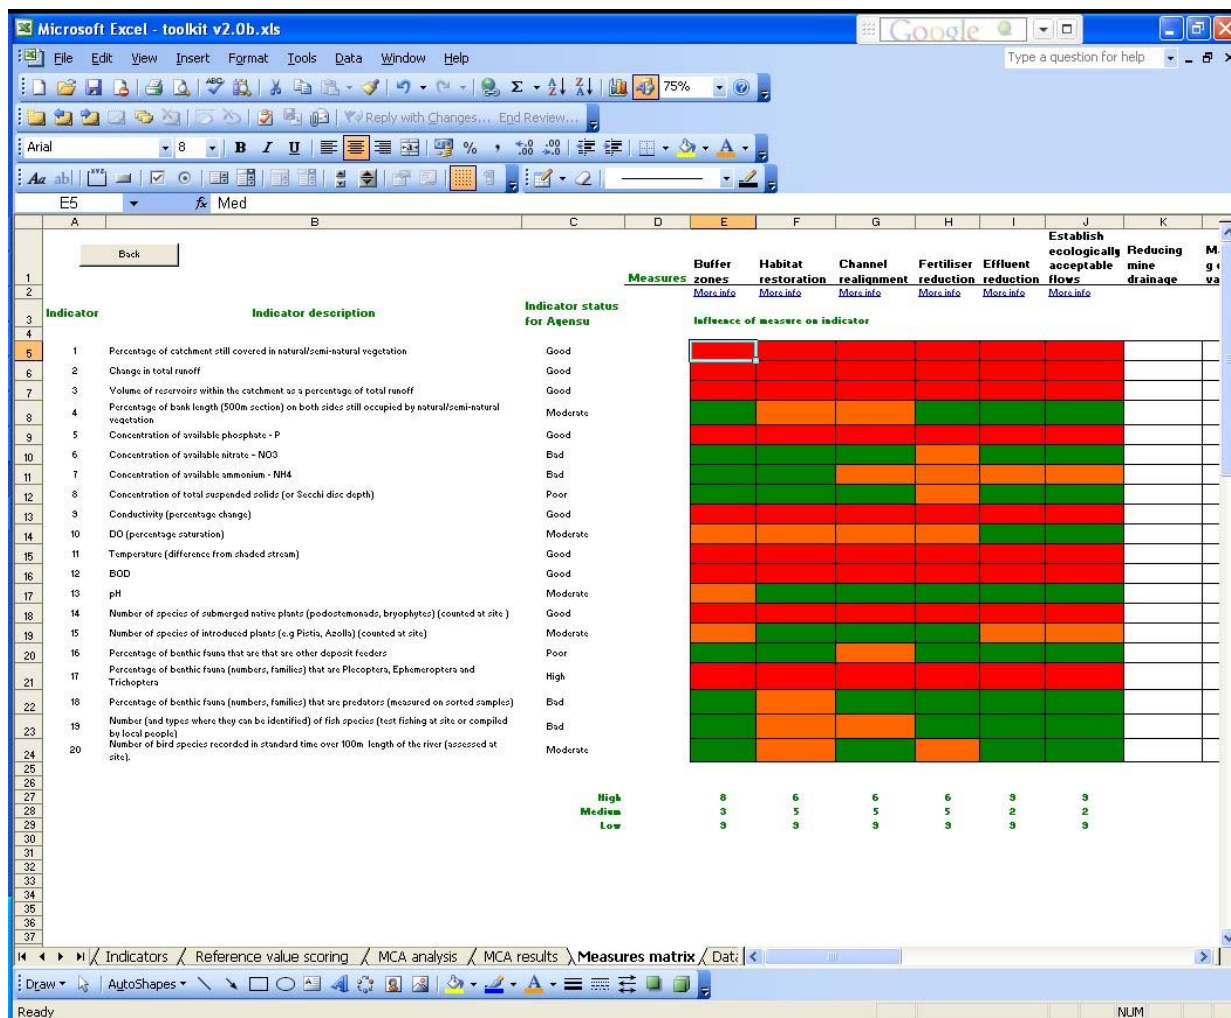 Microsoft Excel - toolkit v2.0b.xls
Google
File Edit View Insert Format Tools Data Window Help
Type a question for help
75%
Reply with Changes... End Review...
Arial 8 B I U
E5 fx Med
A B C D E F G H I J K
Back
Measures
Buffer zones
Habitat restoration
Channel realignment
Fertiliser reduction
Effluent reduction
Establish ecologically acceptable flows
Reducing mine drainage
More info More info More info More info More info More info
Indicator Indicator description Indicator status for Agensu Influence of measure on indicator
1 Percentage of catchment still covered in natural/semi-natural vegetation Good
2 Change in total runoff Good
3 Volume of reservoirs within the catchment as a percentage of total runoff Good
4 Percentage of bank length (500m section) on both sides still occupied by natural/semi-natural vegetation Moderate
5 Concentration of available phosphate - P Good
6 Concentration of available nitrate - NO3 Bad
7 Concentration of available ammonium - NH4 Bad
8 Concentration of total suspended solids (or Secchi disc depth) Poor
9 Conductivity (percentage change) Good
10 DO (percentage saturation) Moderate
11 Temperature (difference from shaded stream) Good
12 BOD Good
13 pH Moderate
14 Number of species of submerged native plants (podostemonads, bryophytes) (counted at site ) Good
15 Number of species of introduced plants (e.g Pistia, Azolla) (counted at site) Moderate
16 Percentage of benthic fauna that are that are other deposit feeders Poor
17 Percentage of benthic fauna (numbers, families) that are Plecoptera, Ephemeroptera and Trichoptera High
18 Percentage of benthic fauna (numbers, families) that are predators (measured on sorted samples) Bad
19 Number (and types where they can be identified) of fish species (test fishing at site or compiled by local people) Bad
20 Number of bird species recorded in standard time over 100m length of the river (assessed at site). Moderate
High 8 6 6 6 9 9
Medium 3 5 5 5 2 2
Low 9 9 9 9 9 9
Indicators / Reference value scoring / MCA analysis / MCA results \ Measures matrix / Data
Draw AutoShapes
Ready NUM